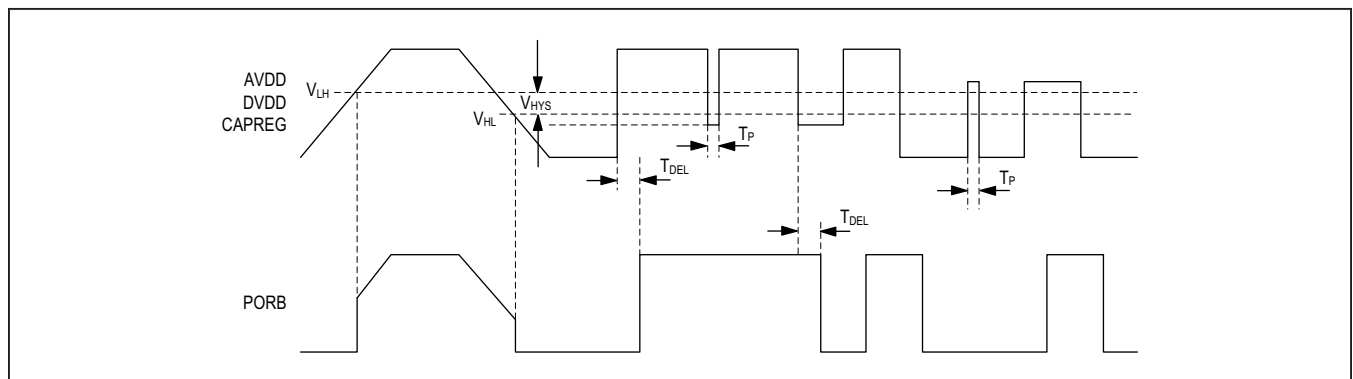 AVDD
DVDD
CAPREG
VLH
VHYS
VHL
TP
TDEL
TDEL
TP
PORB